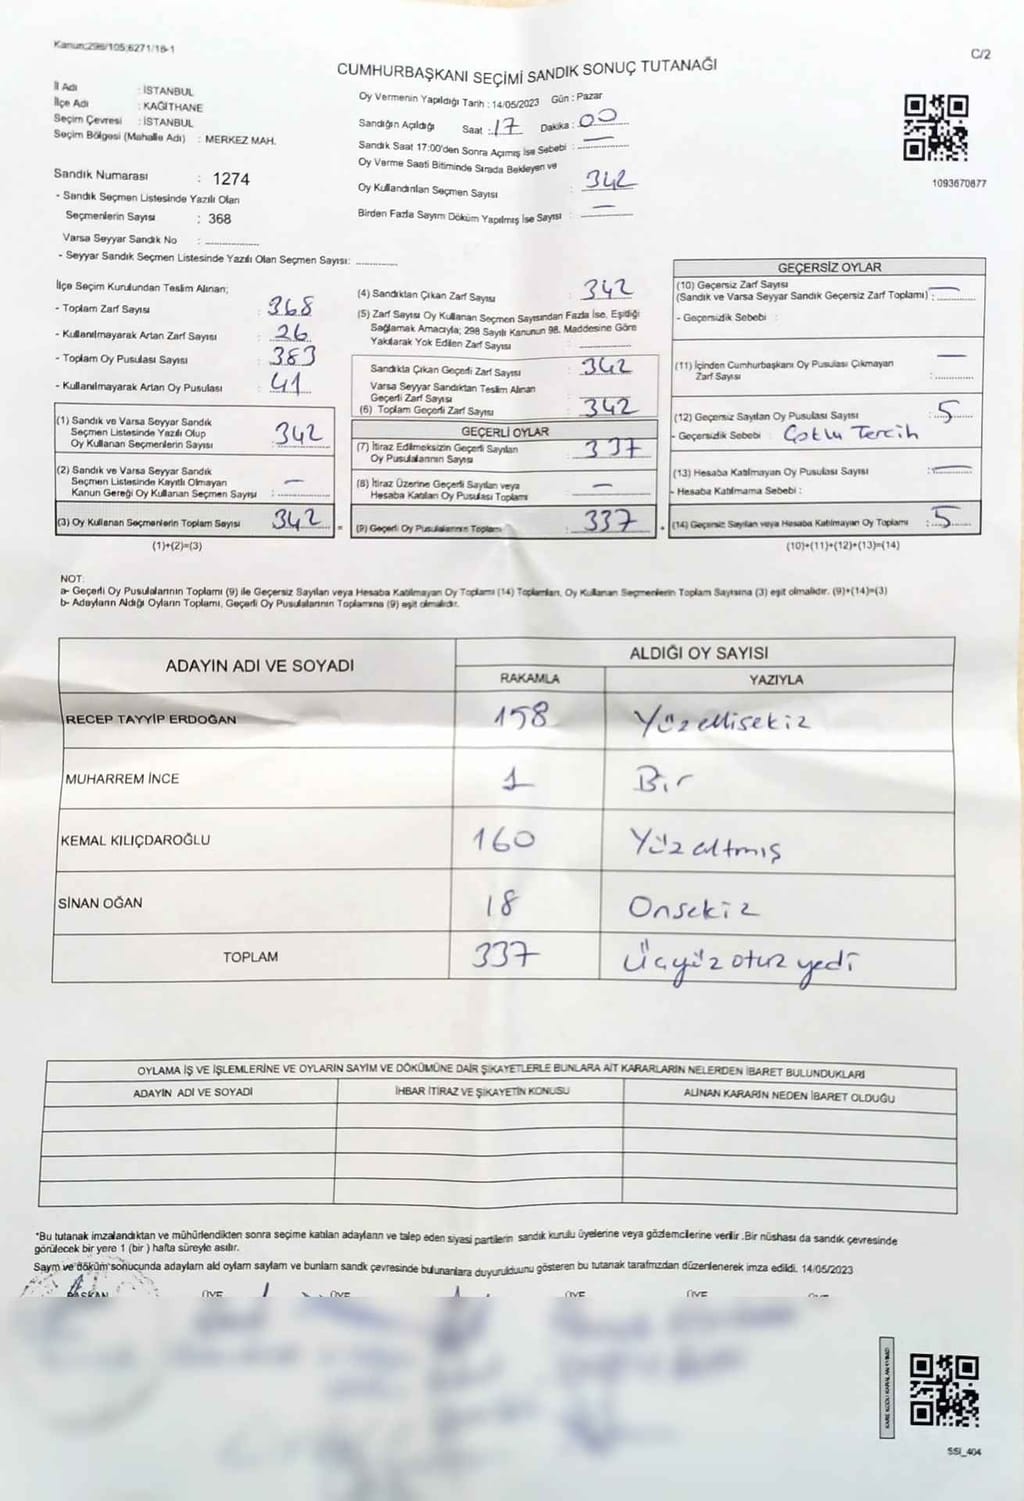 Kanun;298/105;6271/18-1
C/2
CUMHURBAŞKANI SEÇİMİ SANDIK SONUÇ TUTANAĞI
İl Adı : İSTANBUL
İlçe Adı : KAĞITHANE
Seçim Çevresi : İSTANBUL
Seçim Bölgesi (Mahalle Adı) : MERKEZ MAH.
Sandık Numarası : 1274
- Sandık Seçmen Listesinde Yazılı Olan
Seçmenlerin Sayısı : 368
Varsa Seyyar Sandık No : ................
- Seyyar Sandık Seçmen Listesinde Yazılı Olan Seçmen Sayısı: ............
Oy Vermenin Yapıldığı Tarih : 14/05/2023 Gün : Pazar
Sandığın Açıldığı Saat : 17 Dakika : 00
Sandık Saat 17:00'den Sonra Açımış İse Sebebi : —
Oy Verme Saati Bitiminde Sırada Bekleyen ve
Oy Kullandırılan Seçmen Sayısı : 342
Birden Fazla Sayım Döküm Yapılmış İse Sayısı : —
1093670877
İlçe Seçim Kurulundan Teslim Alınan;
- Toplam Zarf Sayısı : 368
- Kullanılmayarak Artan Zarf Sayısı : 26
- Toplam Oy Pusulası Sayısı : 383
- Kullanılmayarak Artan Oy Pusulası : 41
(1) Sandık ve Varsa Seyyar Sandık
Seçmen Listesinde Yazılı Olup
Oy Kullanan Seçmenlerin Sayısı : 342
(2) Sandık ve Varsa Seyyar Sandık
Seçmen Listesinde Kayıtlı Olmayan
Kanun Gereği Oy Kullanan Seçmen Sayısı : —
(3) Oy Kullanan Seçmenlerin Toplam Sayısı : 342 =
(1)+(2)=(3)
(4) Sandıktan Çıkan Zarf Sayısı : 342
(5) Zarf Sayısı Oy Kullanan Seçmen Sayısından Fazla İse, Eşitliği
Sağlamak Amacıyla; 298 Sayılı Kanunun 98. Maddesine Göre
Yakılarak Yok Edilen Zarf Sayısı : ................
Sandıkta Çıkan Geçerli Zarf Sayısı : 342
Varsa Seyyar Sandıktan Teslim Alınan
Geçerli Zarf Sayısı
(6) Toplam Geçerli Zarf Sayısı : 342
GEÇERLİ OYLAR
(7) İtiraz Edilmeksizin Geçerli Sayılan
Oy Pusulalarının Sayısı : 337
(8) İtiraz Üzerine Geçerli Sayılan veya
Hesaba Katılan Oy Pusulası Toplamı : —
(9) Geçerli Oy Pusulalarının Toplamı : 337 +
GEÇERSİZ OYLAR
(10) Geçersiz Zarf Sayısı
(Sandık ve Varsa Seyyar Sandık Geçersiz Zarf Toplamı) : —
- Geçersizlik Sebebi :
(11) İçinden Cumhurbaşkanı Oy Pusulası Çıkmayan
Zarf Sayısı : —
(12) Geçersiz Sayılan Oy Pusulası Sayısı : 5
- Geçersizlik Sebebi : Çoklu Tercih
(13) Hesaba Katılmayan Oy Pusulası Sayısı : —
- Hesaba Katılmama Sebebi :
(14) Geçersiz Sayılan veya Hesaba Katılmayan Oy Toplamı : 5
(10)+(11)+(12)+(13)=(14)
NOT:
a- Geçerli Oy Pusulalarının Toplamı (9) ile Geçersiz Sayılan veya Hesaba Katılmayan Oy Toplamı (14) Toplamları, Oy Kullanan Seçmenlerin Toplam Sayısına (3) eşit olmalıdır. (9)+(14)=(3)
b- Adayların Aldığı Oyların Toplamı, Geçerli Oy Pusulalarının Toplamına (9) eşit olmalıdır.
ADAYIN ADI VE SOYADI
ALDIĞI OY SAYISI
RAKAMLA YAZIYLA
RECEP TAYYİP ERDOĞAN 158 Yüzellisekiz
MUHARREM İNCE 1 Bir
KEMAL KILIÇDAROĞLU 160 Yüzaltmış
SİNAN OĞAN 18 Onsekiz
TOPLAM 337 Üçyüzotuzyedi
OYLAMA İŞ VE İŞLEMLERİNE VE OYLARIN SAYIM VE DÖKÜMÜNE DAİR ŞİKAYETLERLE BUNLARA AİT KARARLARIN NELERDEN İBARET BULUNDUKLARI
ADAYIN ADI VE SOYADI İHBAR İTİRAZ VE ŞİKAYETİN KONUSU ALINAN KARARIN NEDEN İBARET OLDUĞU
*Bu tutanak imzalandıktan ve mühürlendikten sonra seçime katılan adayların ve talep eden siyasi partilerin sandık kurulu üyelerine veya gözlemcilerine verilir .Bir nüshası da sandık çevresinde
görülecek bir yere 1 (bir ) hafta süreyle asılır.
Sayım ve döküm sonucunda adayların aldı oyların sayıların ve bunların sandık çevresinde bulunanlara duyurulduunu gösteren bu tutanak tarafmızdan düzenlenerek imza edildi. 14/05/2023
BAŞKAN ÜYE ÜYE ÜYE ÜYE
SSİ_404